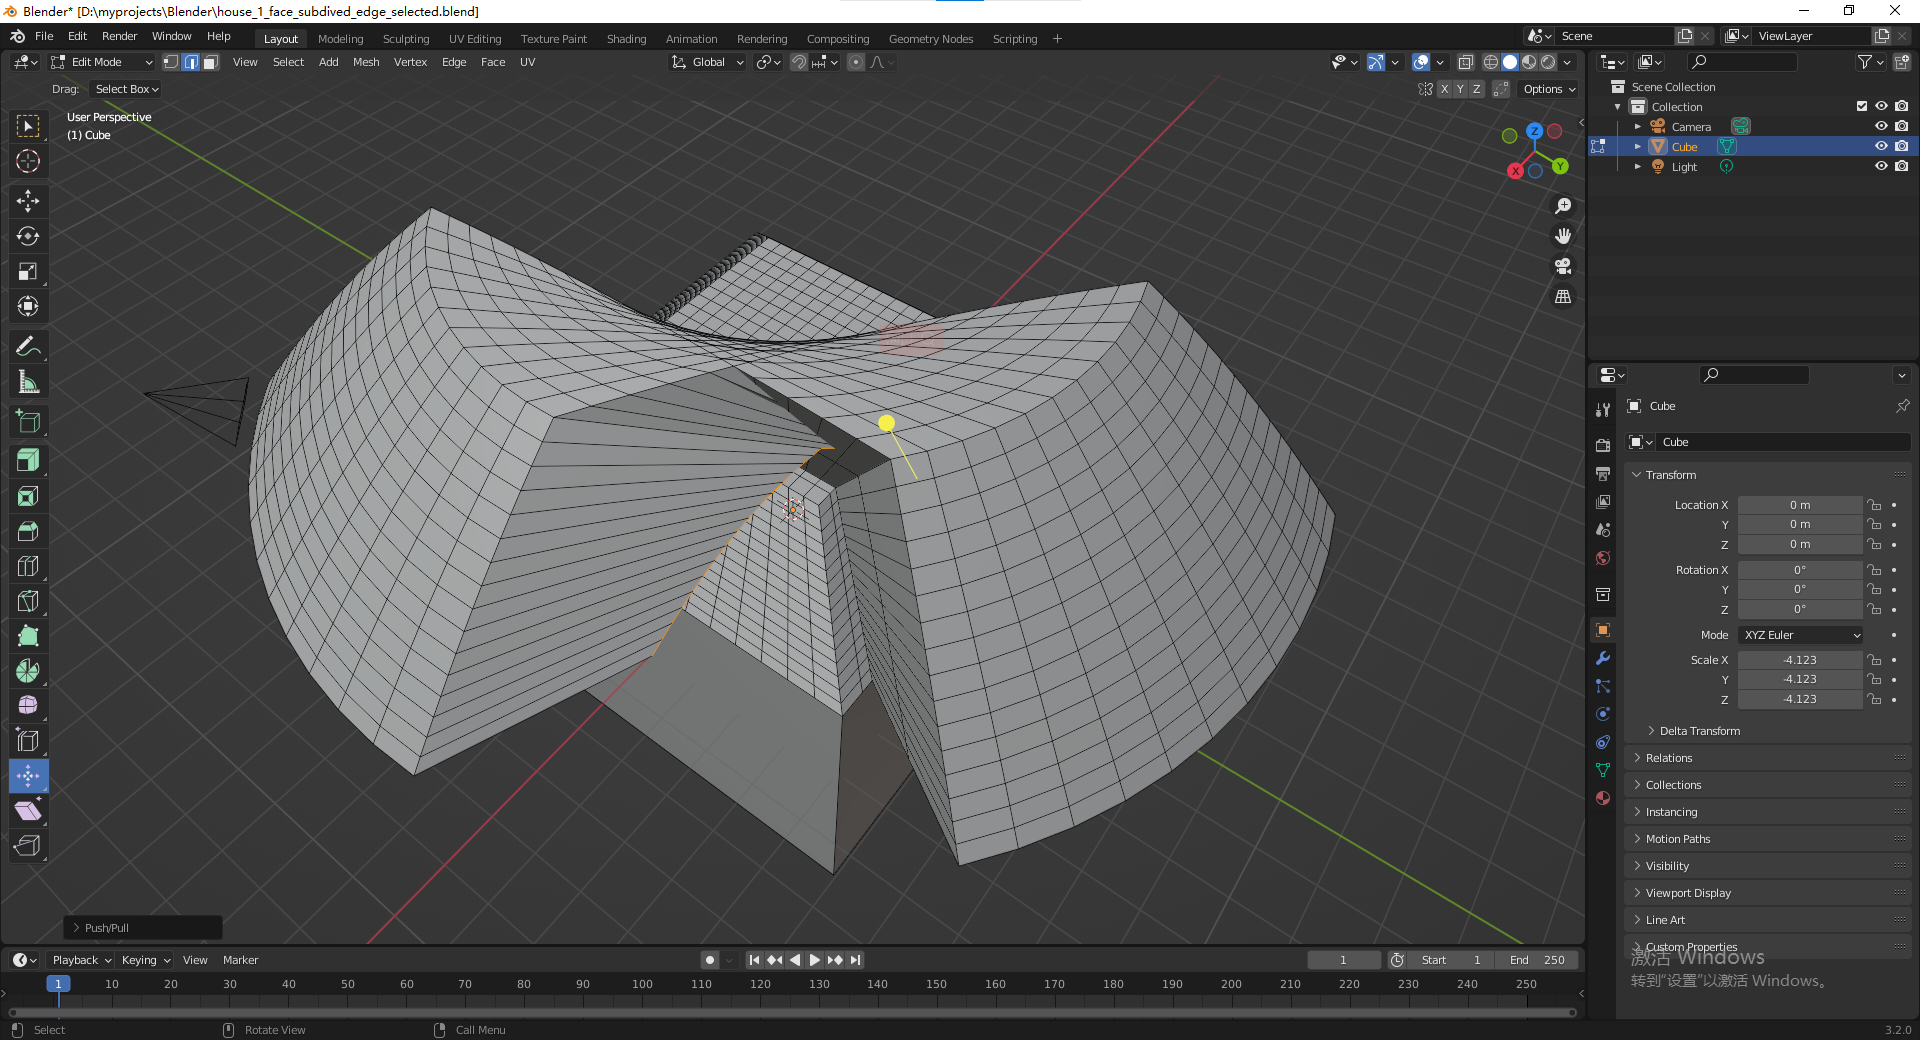 Blender* [D:\myprojects\Blender\house_1_face_subdived_edge_selected.blend]
File Edit Render Window Help Layout Modeling Sculpting UV Editing Texture Paint Shading Animation Rendering Compositing Geometry Nodes Scripting + Scene ViewLayer
Edit Mode View Select Add Mesh Vertex Edge Face UV Global
Drag: Select Box X Y Z Options
User Perspective
(1) Cube
Z
Y
X
Scene Collection
Collection
Camera
Cube
Light
Cube
Cube
Transform
Location X 0 m
Y 0 m
Z 0 m
Rotation X 0°
Y 0°
Z 0°
Mode XYZ Euler
Scale X -4.123
Y -4.123
Z -4.123
Delta Transform
Relations
Collections
Instancing
Motion Paths
Visibility
Viewport Display
Line Art
Custom Properties
激活 Windows
转到“设置”以激活 Windows。
Push/Pull
Playback Keying View Marker 1 Start 1 End 250
1 10 20 30 40 50 60 70 80 90 100 110 120 130 140 150 160 170 180 190 200 210 220 230 240 250
Select Rotate View Call Menu 3.2.0